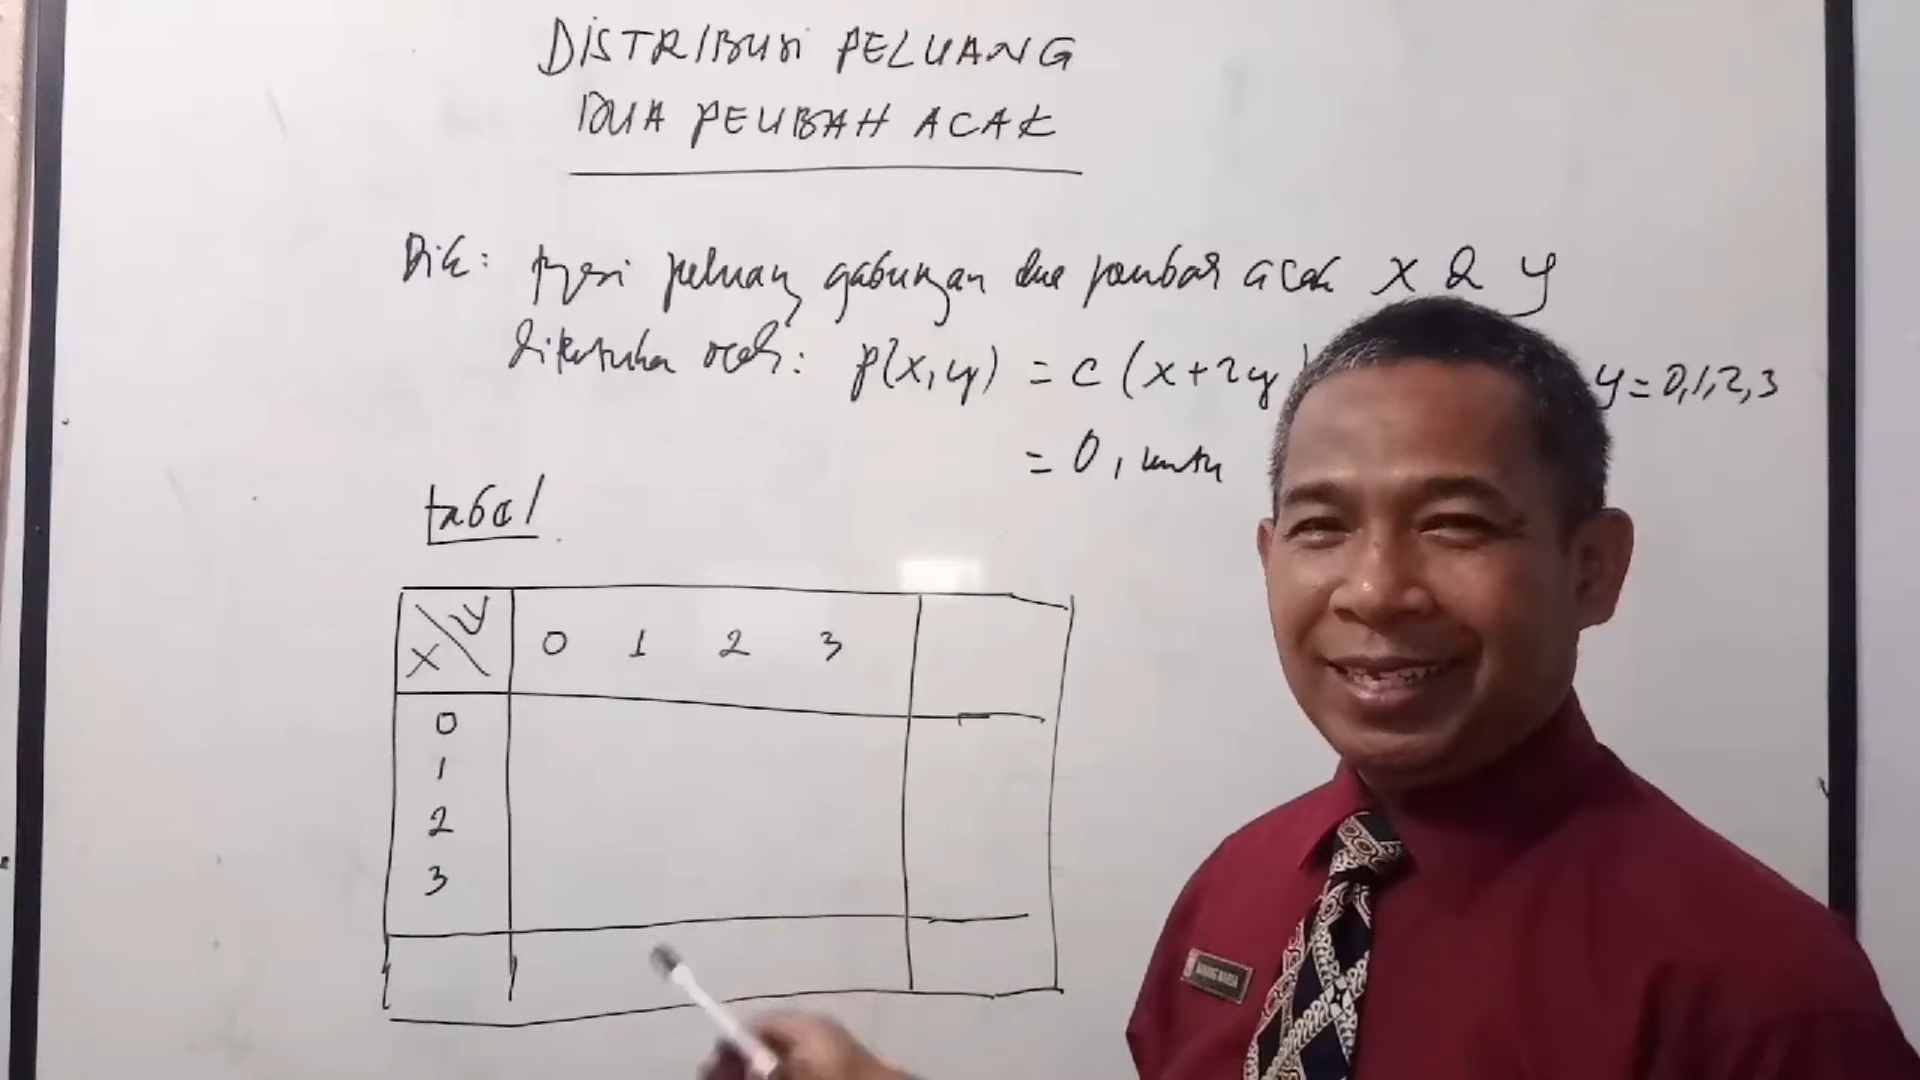 DISTRIBUSI PELUANG
DUA PEUBAH ACAK
Dik: fungsi peluang gabungan dua peubah acak X & Y
ditentukan oleh: p(x,y) = c (x+2y y = 0,1,2,3
= 0, untuk
tabel
X\Y 0 1 2 3
0
1
2
3